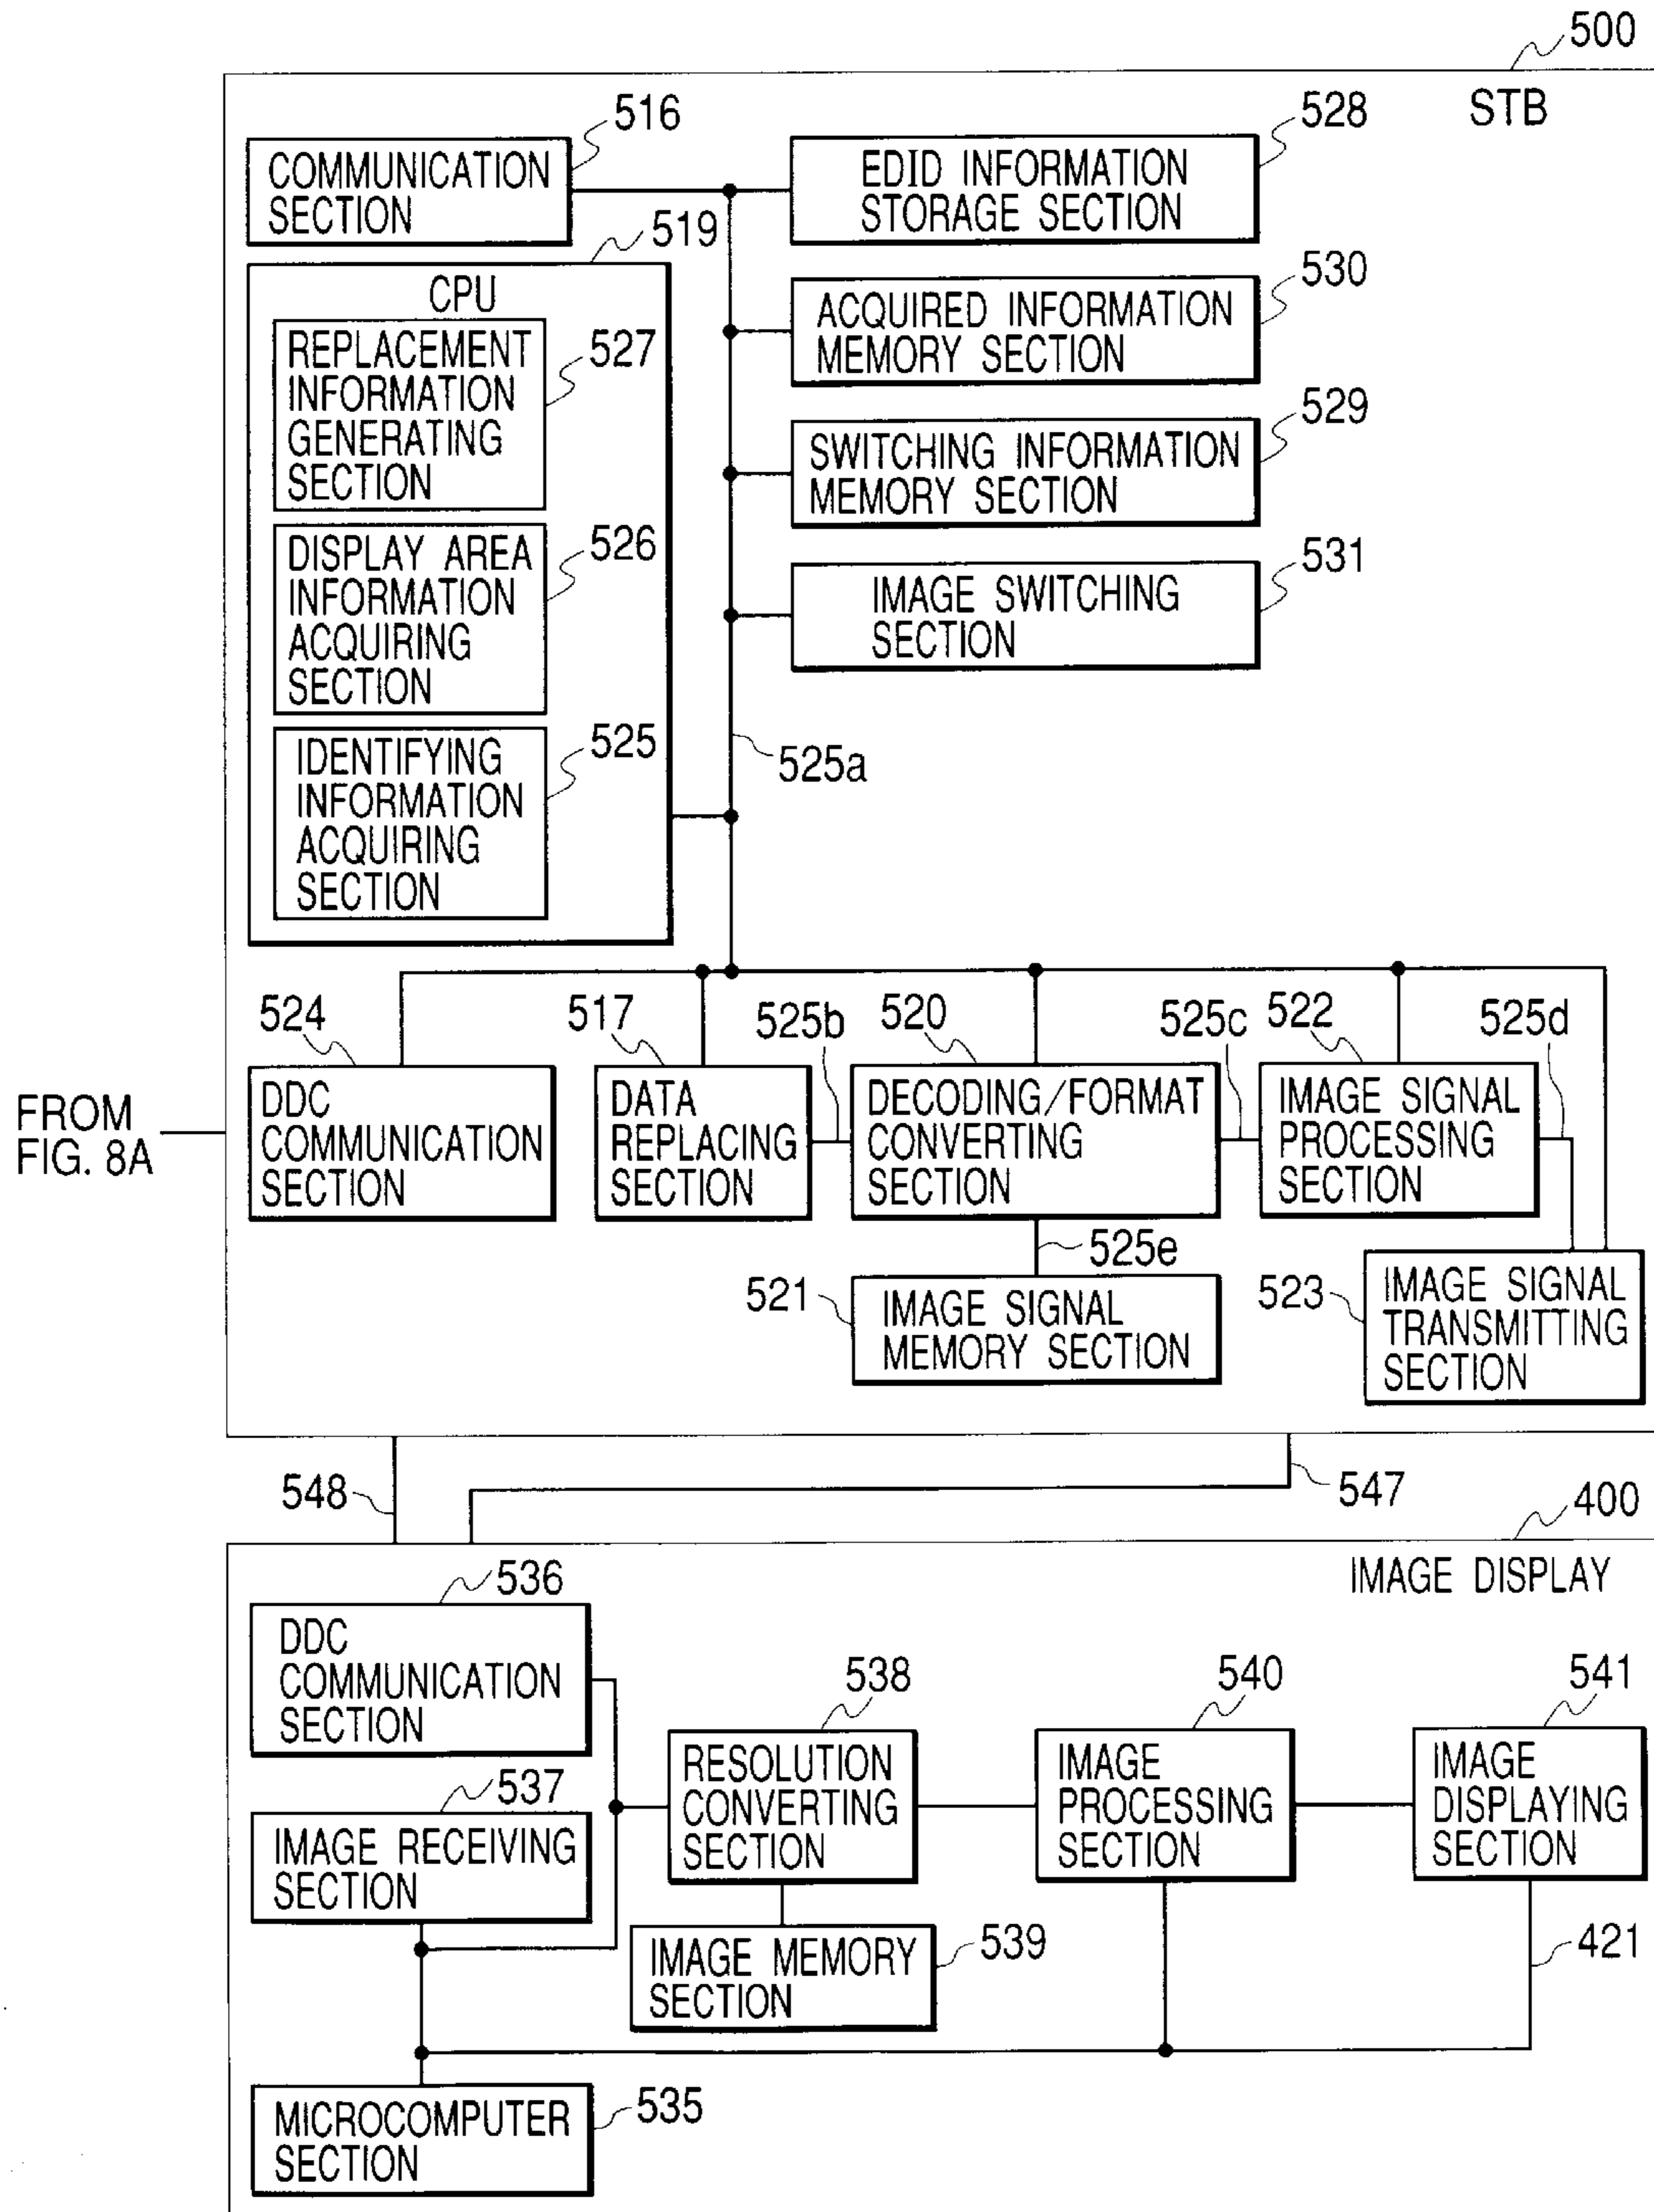 500
STB
516
COMMUNICATION
SECTION
528
EDID INFORMATION
STORAGE SECTION
519
CPU
530
ACQUIRED INFORMATION
MEMORY SECTION
REPLACEMENT
INFORMATION
GENERATING
SECTION
527
529
SWITCHING INFORMATION
MEMORY SECTION
DISPLAY AREA
INFORMATION
ACQUIRING
SECTION
526
531
IMAGE SWITCHING
SECTION
IDENTIFYING
INFORMATION
ACQUIRING
SECTION
525
525a
FROM
FIG. 8A
524
DDC
COMMUNICATION
SECTION
517
DATA
REPLACING
SECTION
525b
520
DECODING/FORMAT
CONVERTING
SECTION
525c
522
IMAGE SIGNAL
PROCESSING
SECTION
525d
525e
521
IMAGE SIGNAL
MEMORY SECTION
523
IMAGE SIGNAL
TRANSMITTING
SECTION
548
547
400
IMAGE DISPLAY
536
DDC
COMMUNICATION
SECTION
537
IMAGE RECEIVING
SECTION
538
RESOLUTION
CONVERTING
SECTION
540
IMAGE
PROCESSING
SECTION
541
IMAGE
DISPLAYING
SECTION
539
IMAGE MEMORY
SECTION
421
MICROCOMPUTER
SECTION
535